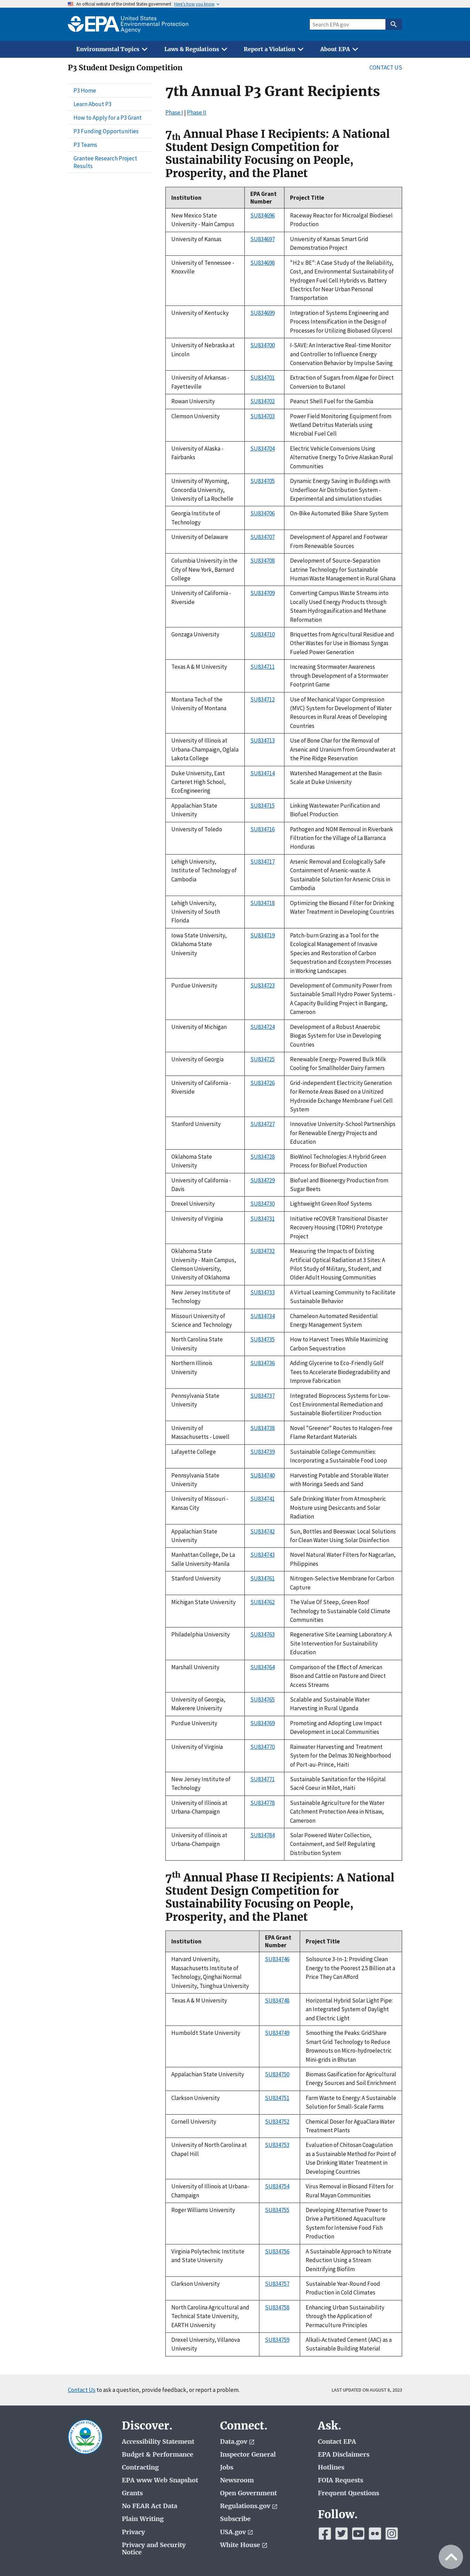 An official website of the United States government Here's how you know
EPA United States Environmental Protection Agency
Search EPA.gov
Environmental Topics
Laws & Regulations
Report a Violation
About EPA
P3 Student Design Competition
CONTACT US
P3 Home
Learn About P3
How to Apply for a P3 Grant
P3 Funding Opportunities
P3 Teams
Grantee Research Project
Results
7th Annual P3 Grant Recipients
Phase I | Phase II
7th Annual Phase I Recipients: A National
Student Design Competition for
Sustainability Focusing on People,
Prosperity, and the Planet
Institution EPA Grant Number Project Title
New Mexico State University - Main Campus SU834696 Raceway Reactor for Microalgal Biodiesel Production
University of Kansas SU834697 University of Kansas Smart Grid Demonstration Project
University of Tennessee - Knoxville SU834698 "H2 v. BE": A Case Study of the Reliability, Cost, and Environmental Sustainability of Hydrogen Fuel Cell Hybrids vs. Battery Electrics for Near Urban Personal Transportation
University of Kentucky SU834699 Integration of Systems Engineering and Process Intensification in the Design of Processes for Utilizing Biobased Glycerol
University of Nebraska at Lincoln SU834700 I-SAVE: An Interactive Real-time Monitor and Controller to Influence Energy Conservation Behavior by Impulse Saving
University of Arkansas - Fayetteville SU834701 Extraction of Sugars from Algae for Direct Conversion to Butanol
Rowan University SU834702 Peanut Shell Fuel for the Gambia
Clemson University SU834703 Power Field Monitoring Equipment from Wetland Detritus Materials using Microbial Fuel Cell
University of Alaska - Fairbanks SU834704 Electric Vehicle Conversions Using Alternative Energy To Drive Alaskan Rural Communities
University of Wyoming, Concordia University, University of La Rochelle SU834705 Dynamic Energy Saving in Buildings with Underfloor Air Distribution System - Experimental and simulation studies
Georgia Institute of Technology SU834706 On-Bike Automated Bike Share System
University of Delaware SU834707 Development of Apparel and Footwear From Renewable Sources
Columbia University in the City of New York, Barnard College SU834708 Development of Source-Separation Latrine Technology for Sustainable Human Waste Management in Rural Ghana
University of California - Riverside SU834709 Converting Campus Waste Streams into Locally Used Energy Products through Steam Hydrogasification and Methane Reformation
Gonzaga University SU834710 Briquettes from Agricultural Residue and Other Wastes for Use in Biomass Syngas Fueled Power Generation
Texas A & M University SU834711 Increasing Stormwater Awareness through Development of a Stormwater Footprint Game
Montana Tech of the University of Montana SU834712 Use of Mechanical Vapor Compression (MVC) System for Development of Water Resources in Rural Areas of Developing Countries
University of Illinois at Urbana-Champaign, Oglala Lakota College SU834713 Use of Bone Char for the Removal of Arsenic and Uranium from Groundwater at the Pine Ridge Reservation
Duke University, East Carteret High School, EcoEngineering SU834714 Watershed Management at the Basin Scale at Duke University
Appalachian State University SU834715 Linking Wastewater Purification and Biofuel Production
University of Toledo SU834716 Pathogen and NOM Removal in Riverbank Filtration for the Village of La Barranca Honduras
Lehigh University, Institute of Technology of Cambodia SU834717 Arsenic Removal and Ecologically Safe Containment of Arsenic-waste: A Sustainable Solution for Arsenic Crisis in Cambodia
Lehigh University, University of South Florida SU834718 Optimizing the Biosand Filter for Drinking Water Treatment in Developing Countries
Iowa State University, Oklahoma State University SU834719 Patch-burn Grazing as a Tool for the Ecological Management of Invasive Species and Restoration of Carbon Sequestration and Ecosystem Processes in Working Landscapes
Purdue University SU834723 Development of Community Power from Sustainable Small Hydro Power Systems - A Capacity Building Project in Bangang, Cameroon
University of Michigan SU834724 Development of a Robust Anaerobic Biogas System for Use in Developing Countries
University of Georgia SU834725 Renewable Energy-Powered Bulk Milk Cooling for Smallholder Dairy Farmers
University of California - Riverside SU834726 Grid-independent Electricity Generation for Remote Areas Based on a Unitized Hydroxide Exchange Membrane Fuel Cell System
Stanford University SU834727 Innovative University-School Partnerships for Renewable Energy Projects and Education
Oklahoma State University SU834728 BioWinol Technologies: A Hybrid Green Process for Biofuel Production
University of California - Davis SU834729 Biofuel and Bioenergy Production from Sugar Beets
Drexel University SU834730 Lightweight Green Roof Systems
University of Virginia SU834731 Initiative reCOVER Transitional Disaster Recovery Housing (TDRH) Prototype Project
Oklahoma State University - Main Campus, Clemson University, University of Oklahoma SU834732 Measuring the Impacts of Existing Artificial Optical Radiation at 3 Sites: A Pilot Study of Military, Student, and Older Adult Housing Communities
New Jersey Institute of Technology SU834733 A Virtual Learning Community to Facilitate Sustainable Behavior
Missouri University of Science and Technology SU834734 Chameleon Automated Residential Energy Management System
North Carolina State University SU834735 How to Harvest Trees While Maximizing Carbon Sequestration
Northern Illinois University SU834736 Adding Glycerine to Eco-Friendly Golf Tees to Accelerate Biodegradability and Improve Fabrication
Pennsylvania State University SU834737 Integrated Bioprocess Systems for Low-Cost Environmental Remediation and Sustainable Biofertilizer Production
University of Massachusetts - Lowell SU834738 Novel "Greener" Routes to Halogen-free Flame Retardant Materials
Lafayette College SU834739 Sustainable College Communities: Incorporating a Sustainable Food Loop
Pennsylvania State University SU834740 Harvesting Potable and Storable Water with Moringa Seeds and Sand
University of Missouri - Kansas City SU834741 Safe Drinking Water from Atmospheric Moisture using Desiccants and Solar Radiation
Appalachian State University SU834742 Sun, Bottles and Beeswax: Local Solutions for Clean Water Using Solar Disinfection
Manhattan College, De La Salle University-Manila SU834743 Novel Natural Water Filters for Nagcarlan, Philippines
Stanford University SU834761 Nitrogen-Selective Membrane for Carbon Capture
Michigan State University SU834762 The Value Of Steep, Green Roof Technology to Sustainable Cold Climate Communities
Philadelphia University SU834763 Regenerative Site Learning Laboratory: A Site Intervention for Sustainability Education
Marshall University SU834764 Comparison of the Effect of American Bison and Cattle on Pasture and Direct Access Streams
University of Georgia, Makerere University SU834765 Scalable and Sustainable Water Harvesting in Rural Uganda
Purdue University SU834769 Promoting and Adopting Low Impact Development in Local Communities
University of Virginia SU834770 Rainwater Harvesting and Treatment System for the Delmas 30 Neighborhood of Port-au-Prince, Haiti
New Jersey Institute of Technology SU834771 Sustainable Sanitation for the Hôpital Sacré Coeur in Milot, Haiti
University of Illinois at Urbana-Champaign SU834778 Sustainable Agriculture for the Water Catchment Protection Area in Ntisaw, Cameroon
University of Illinois at Urbana-Champaign SU834784 Solar Powered Water Collection, Containment, and Self Regulating Distribution System
7th Annual Phase II Recipients: A National
Student Design Competition for
Sustainability Focusing on People,
Prosperity, and the Planet
Institution EPA Grant Number Project Title
Harvard University, Massachusetts Institute of Technology, Qinghai Normal University, Tsinghua University SU834746 Solsource 3-In-1: Providing Clean Energy to the Poorest 2.5 Billion at a Price They Can Afford
Texas A & M University SU834748 Horizontal Hybrid Solar Light Pipe: an Integrated System of Daylight and Electric Light
Humboldt State University SU834749 Smoothing the Peaks: GridShare Smart Grid Technology to Reduce Brownouts on Micro-hydroelectric Mini-grids in Bhutan
Appalachian State University SU834750 Biomass Gasification for Agricultural Energy Sources and Soil Enrichment
Clarkson University SU834751 Farm Waste to Energy: A Sustainable Solution for Small-Scale Farms
Cornell University SU834752 Chemical Doser for AguaClara Water Treatment Plants
University of North Carolina at Chapel Hill SU834753 Evaluation of Chitosan Coagulation as a Sustainable Method for Point of Use Drinking Water Treatment in Developing Countries
University of Illinois at Urbana-Champaign SU834754 Virus Removal in Biosand Filters for Rural Mayan Communities
Roger Williams University SU834755 Developing Alternative Power to Drive a Partitioned Aquaculture System for Intensive Food Fish Production
Virginia Polytechnic Institute and State University SU834756 A Sustainable Approach to Nitrate Reduction Using a Stream Denitrifying Biofilm
Clarkson University SU834757 Sustainable Year-Round Food Production in Cold Climates
North Carolina Agricultural and Technical State University, EARTH University SU834758 Enhancing Urban Sustainability through the Application of Permaculture Principles
Drexel University, Villanova University SU834759 Alkali-Activated Cement (AAC) as a Sustainable Building Material
Contact Us to ask a question, provide feedback, or report a problem.
LAST UPDATED ON AUGUST 8, 2023
Discover.
Accessibility Statement
Budget & Performance
Contracting
EPA www Web Snapshot
Grants
No FEAR Act Data
Plain Writing
Privacy
Privacy and Security
Notice
Connect.
Data.gov
Inspector General
Jobs
Newsroom
Open Government
Regulations.gov
Subscribe
USA.gov
White House
Ask.
Contact EPA
EPA Disclaimers
Hotlines
FOIA Requests
Frequent Questions
Follow.